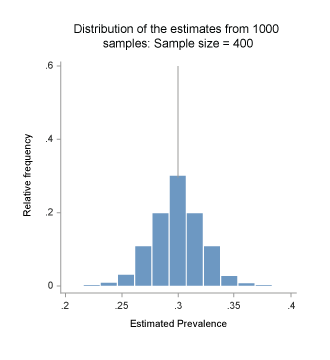 Distribution of the estimates from 1000
samples: Sample size = 400
Relative frequency
.6
.4
.2
0
.2 .25 .3 .35 .4
Estimated Prevalence